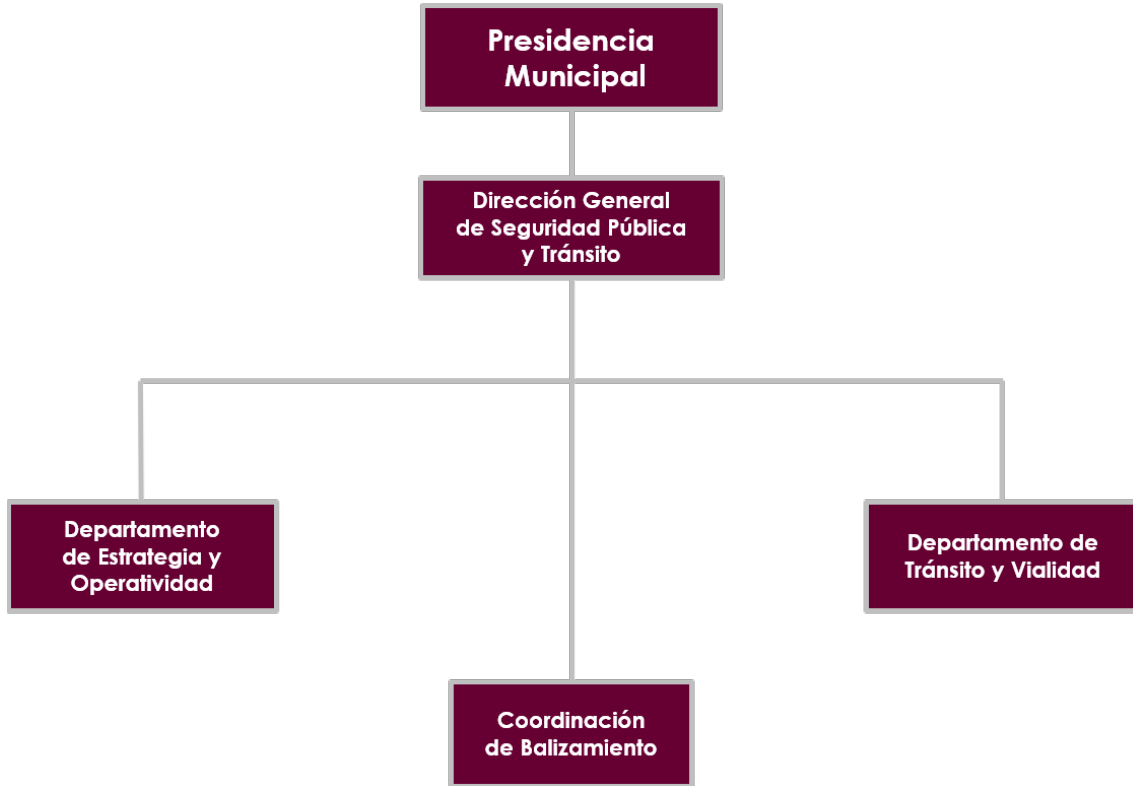 Presidencia
Municipal
Dirección General
de Seguridad Pública
y Tránsito
Departamento
de Estrategia y
Operatividad
Departamento de
Tránsito y Vialidad
Coordinación
de Balizamiento